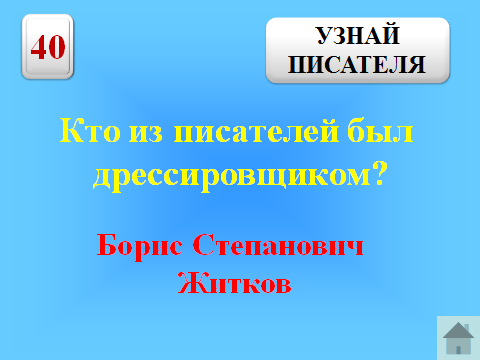 40
УЗНАЙ
ПИСАТЕЛЯ
Кто из писателей был
дрессировщиком?
Борис Степанович
Житков